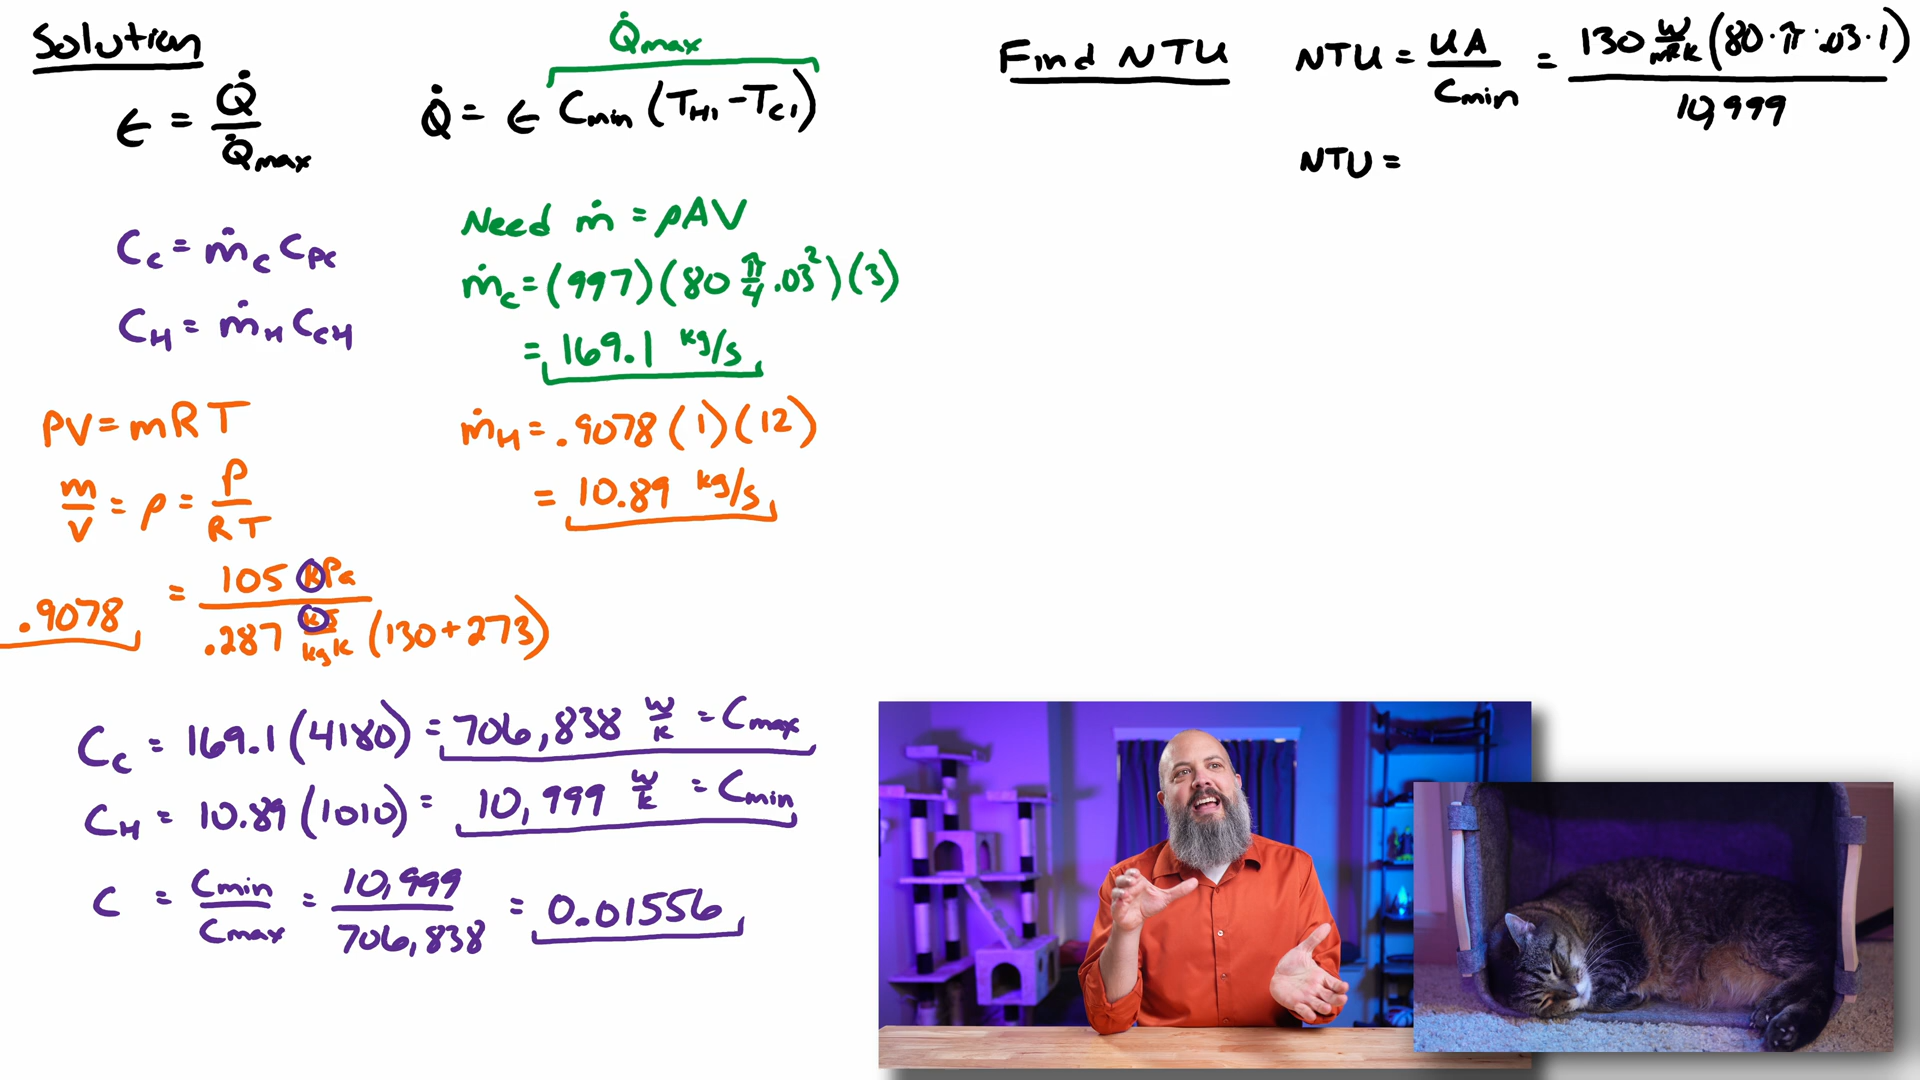 Solution
ϵ = Q̇ / Q̇max
Q̇max
Q̇ = ϵ Cmin (TH1 - TC1)
Cc = ṁc Cpc
CH = ṁH CcH
Need ṁ = ρAV
ṁc = (997)(80 π/4 .03²)(3)
= 169.1 kg/s
PV = mRT
m/V = ρ = P/RT
= 105 kPa / .287 kJ/kgK (130+273)
.9078
ṁH = .9078 (1)(12)
= 10.89 kg/s
Cc = 169.1 (4180) = 706,838 W/K = Cmax
CH = 10.89 (1010) = 10,999 W/K = Cmin
C = Cmin/Cmax = 10,999/706,838 = 0.01556
Find NTU
NTU = UA/Cmin = 130 W/m²K (80·π·.03·1) / 10,999
NTU =